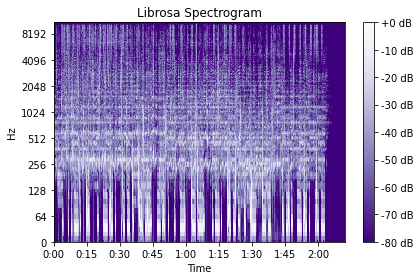 Librosa Spectrogram
Hz
8192
4096
2048
1024
512
256
128
64
0
0:00
0:15
0:30
0:45
1:00
1:15
1:30
1:45
2:00
Time
+0 dB
-10 dB
-20 dB
-30 dB
-40 dB
-50 dB
-60 dB
-70 dB
-80 dB